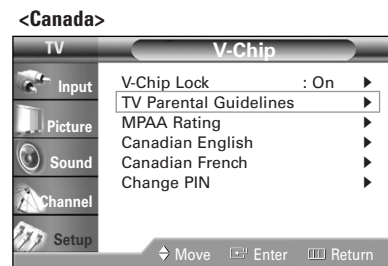 <Canada>
TV
V-Chip
Input
Picture
Sound
Channel
Setup
V-Chip Lock : On
TV Parental Guidelines
MPAA Rating
Canadian English
Canadian French
Change PIN
Move Enter Return